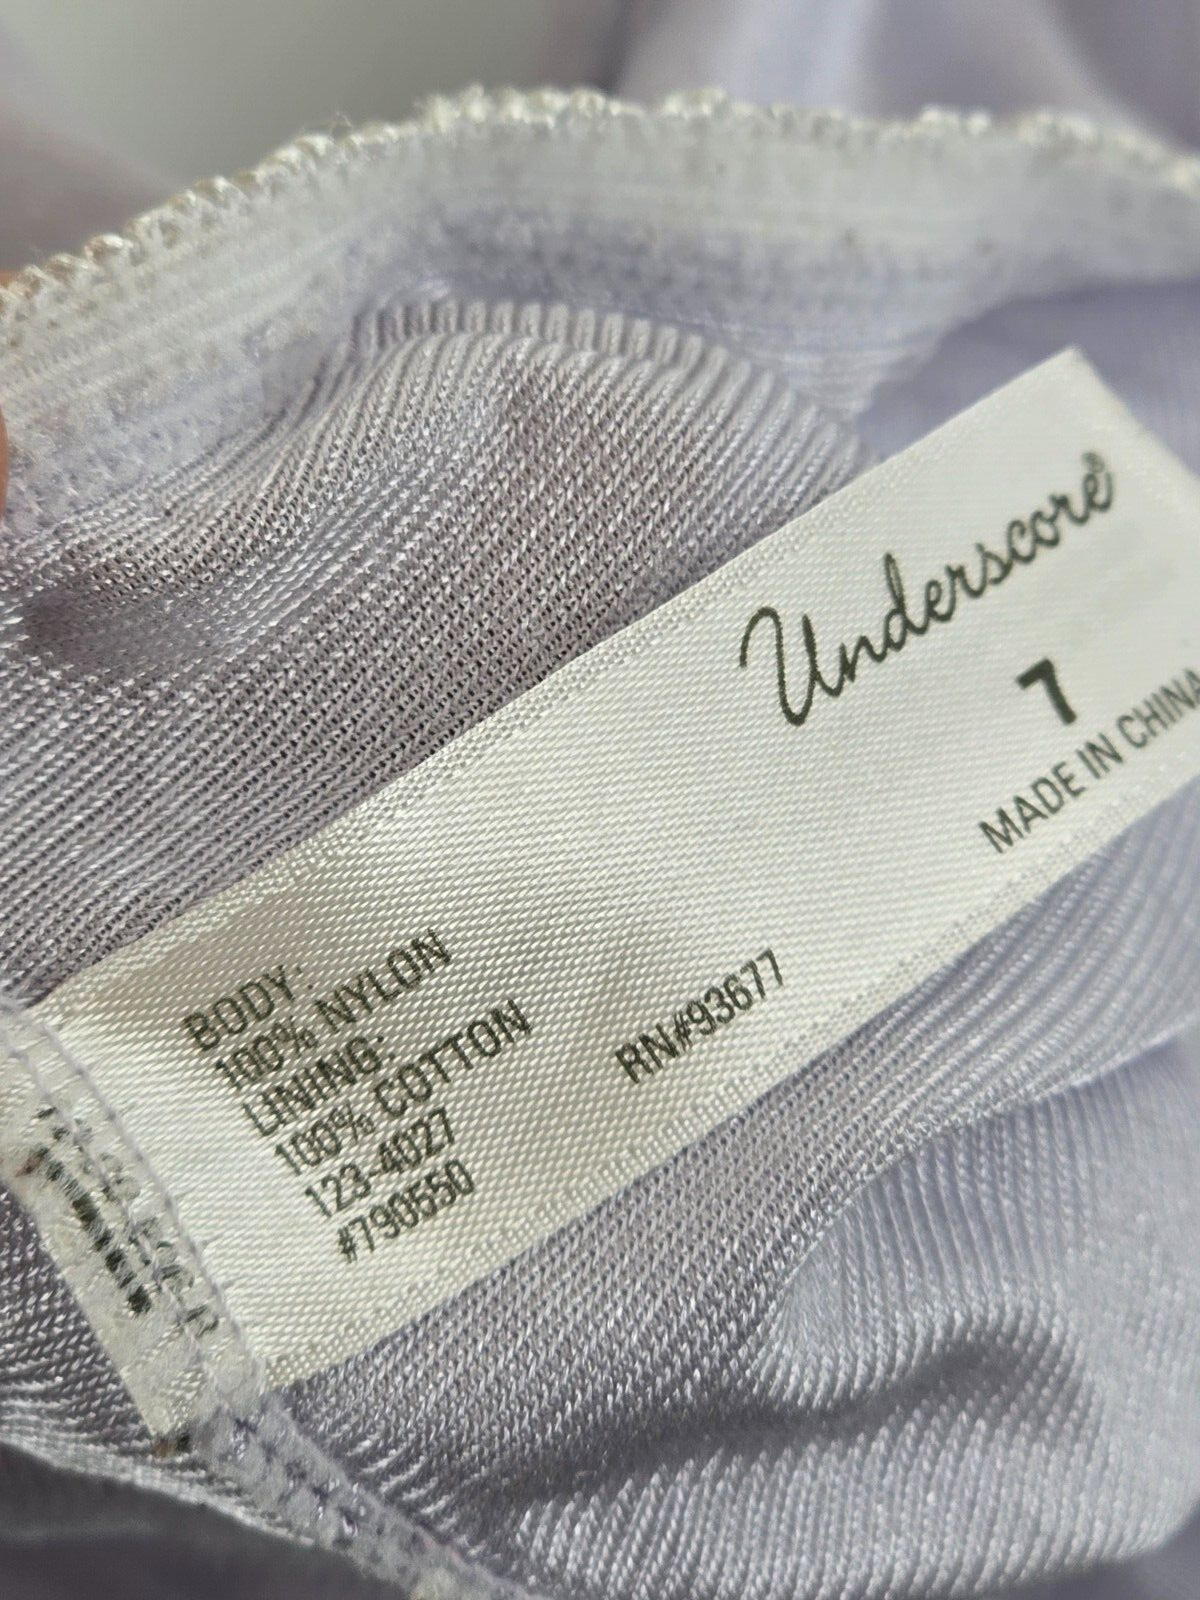 Underscore®
7
MADE IN CHINA
BODY:
100% NYLON
LINING:
100% COTTON
123-4027
#790550
RN#93677